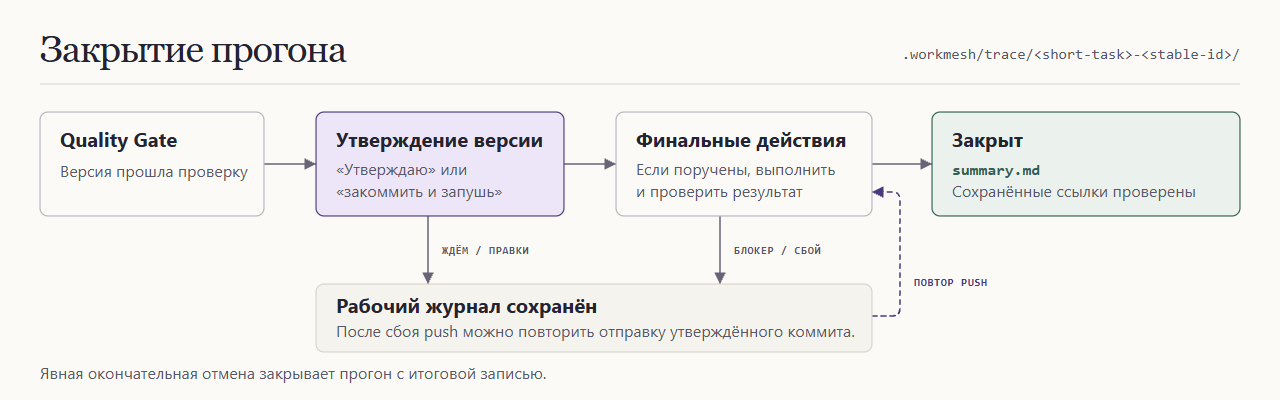 Закрытие прогона
.workmesh/trace/<short-task>-<stable-id>/
Quality Gate
Версия прошла проверку
Утверждение версии
«Утверждаю» или
«закоммить и запушь»
Финальные действия
Если поручены, выполнить
и проверить результат
Закрыт
summary.md
Сохранённые ссылки проверены
ЖДЁМ / ПРАВКИ
БЛОКЕР / СБОЙ
ПОВТОР PUSH
Рабочий журнал сохранён
После сбоя push можно повторить отправку утверждённого коммита.
Явная окончательная отмена закрывает прогон с итоговой записью.